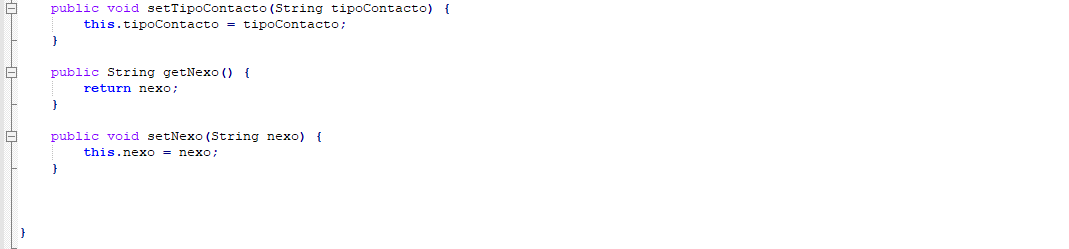 public void setTipoContacto(String tipoContacto) {
this.tipoContacto = tipoContacto;
}
public String getNexo() {
return nexo;
}
public void setNexo(String nexo) {
this.nexo = nexo;
}
}